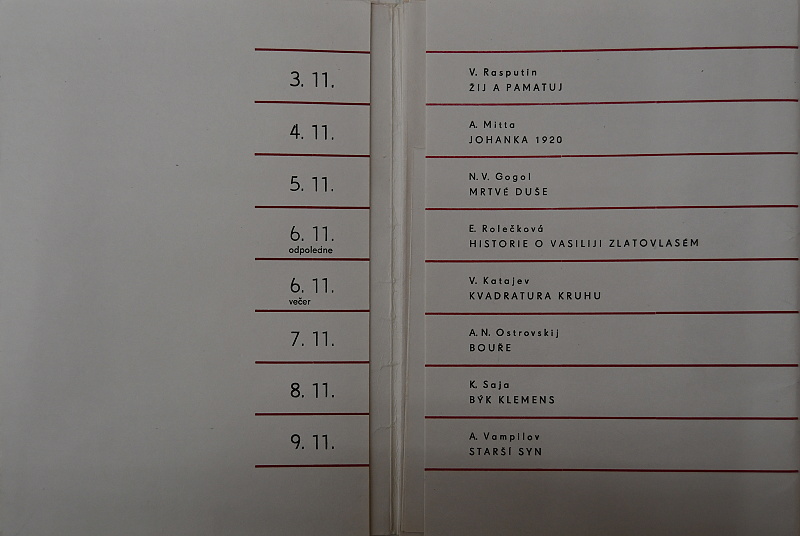 3. 11.
V. Rasputin
ŽIJ A PAMATUJ
4. 11.
A. Mitta
JOHANKA 1920
5. 11.
N. V. Gogol
MRTVÉ DUŠE
6. 11.
odpoledne
E. Rolečková
HISTORIE O VASILIJI ZLATOVLASÉM
6. 11.
večer
V. Katajev
KVADRATURA KRUHU
7. 11.
A. N. Ostrovskij
BOUŘE
8. 11.
K. Saja
BÝK KLEMENS
9. 11.
A. Vampilov
STARŠÍ SYN